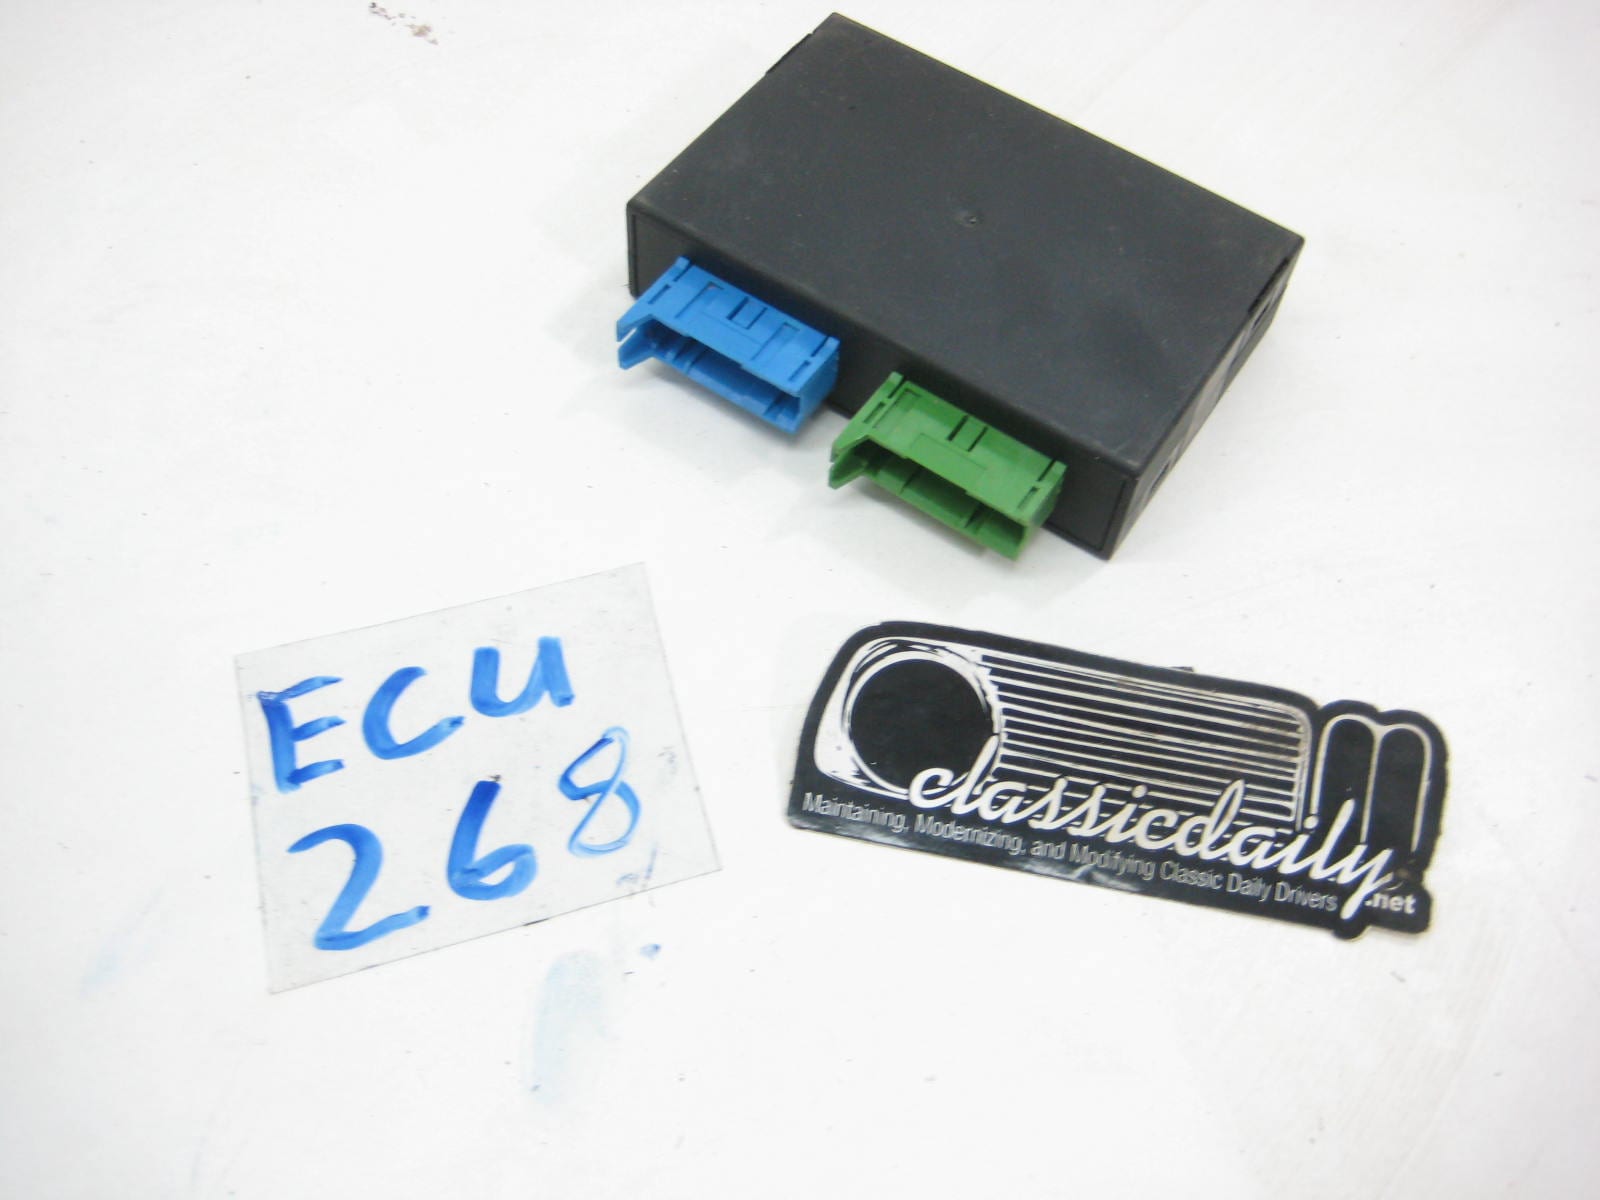 ECU
268
classicdaily
.net
Maintaining, Modernizing, and Modifying Classic Daily Drivers